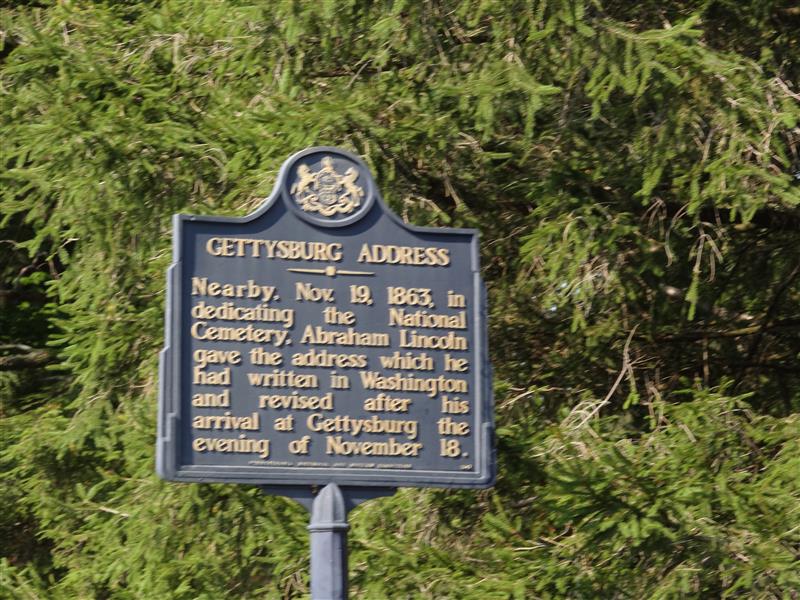 GETTYSBURG ADDRESS
Nearby, Nov. 19, 1863, in
dedicating the National
Cemetery, Abraham Lincoln
gave the address which he
had written in Washington
and revised after his
arrival at Gettysburg the
evening of November 18.